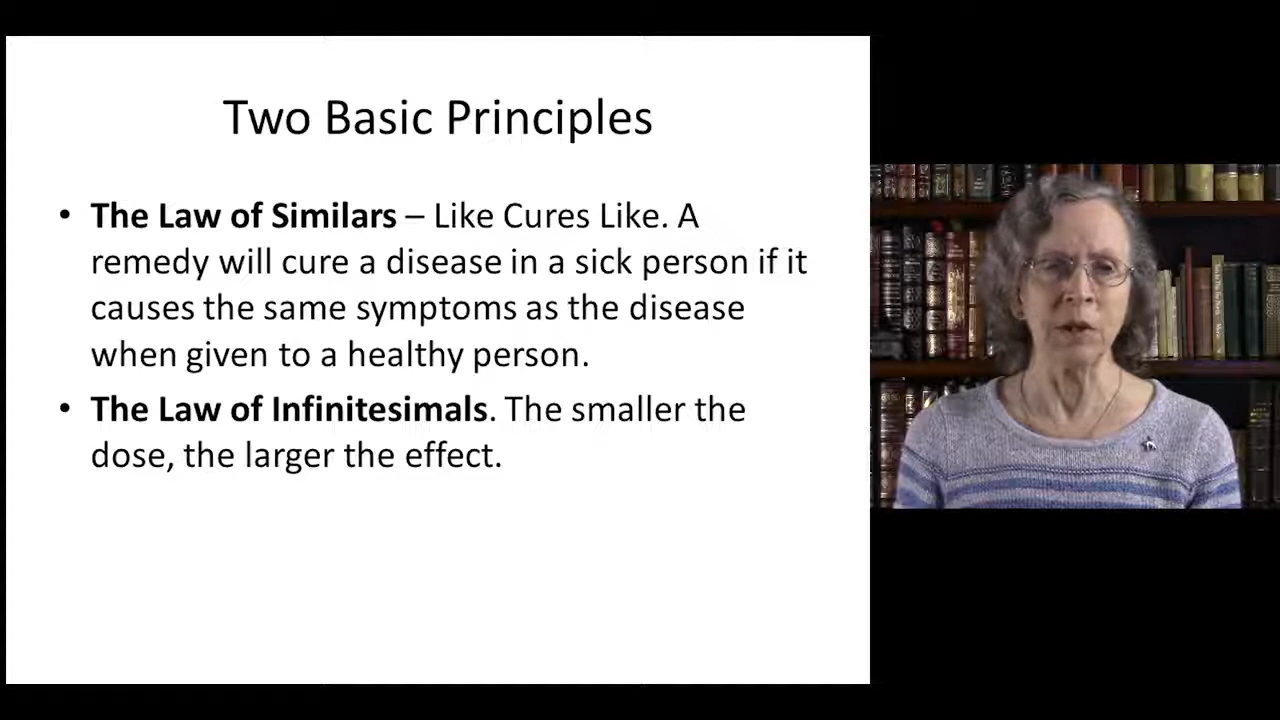 Two Basic Principles
• The Law of Similars – Like Cures Like. A
remedy will cure a disease in a sick person if it
causes the same symptoms as the disease
when given to a healthy person.
• The Law of Infinitesimals. The smaller the
dose, the larger the effect.